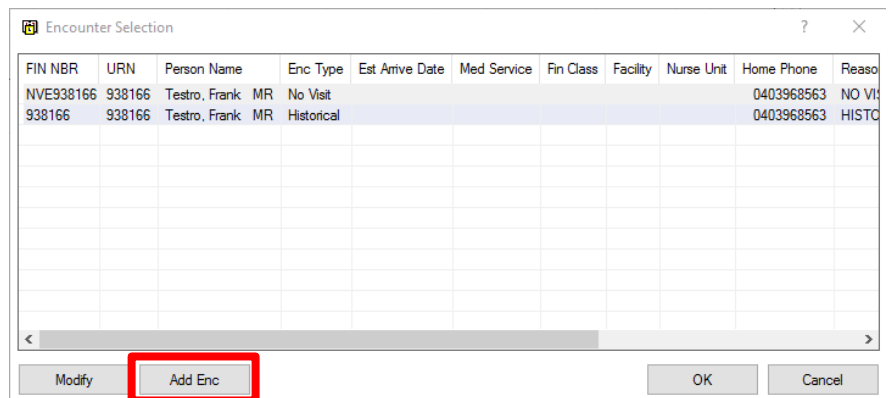 Encounter Selection
FIN NBR URN Person Name Enc Type Est Arrive Date Med Service Fin Class Facility Nurse Unit Home Phone Reaso
NVE938166 938166 Testro, Frank MR No Visit 0403968563 NO VI
938166 938166 Testro, Frank MR Historical 0403968563 HISTO
Modify Add Enc OK Cancel